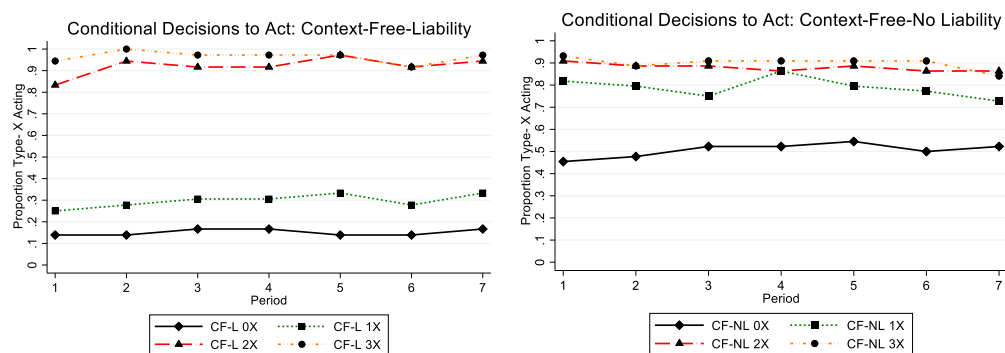 Conditional Decisions to Act: Context-Free-Liability
Proportion Type- X Acting
1
.9
.8
.7
.6
.5
.4
.3
.2
.1
0
1 2 3 4 5 6 7
Period
CF-L 0X CF-L 1X
CF-L 2X CF-L 3X
Conditional Decisions to Act: Context-Free-No Liability
Proportion Type- X Acting
1
.9
.8
.7
.6
.5
.4
.3
.2
.1
0
1 2 3 4 5 6 7
Period
CF-NL 0X CF-NL 1X
CF-NL 2X CF-NL 3X